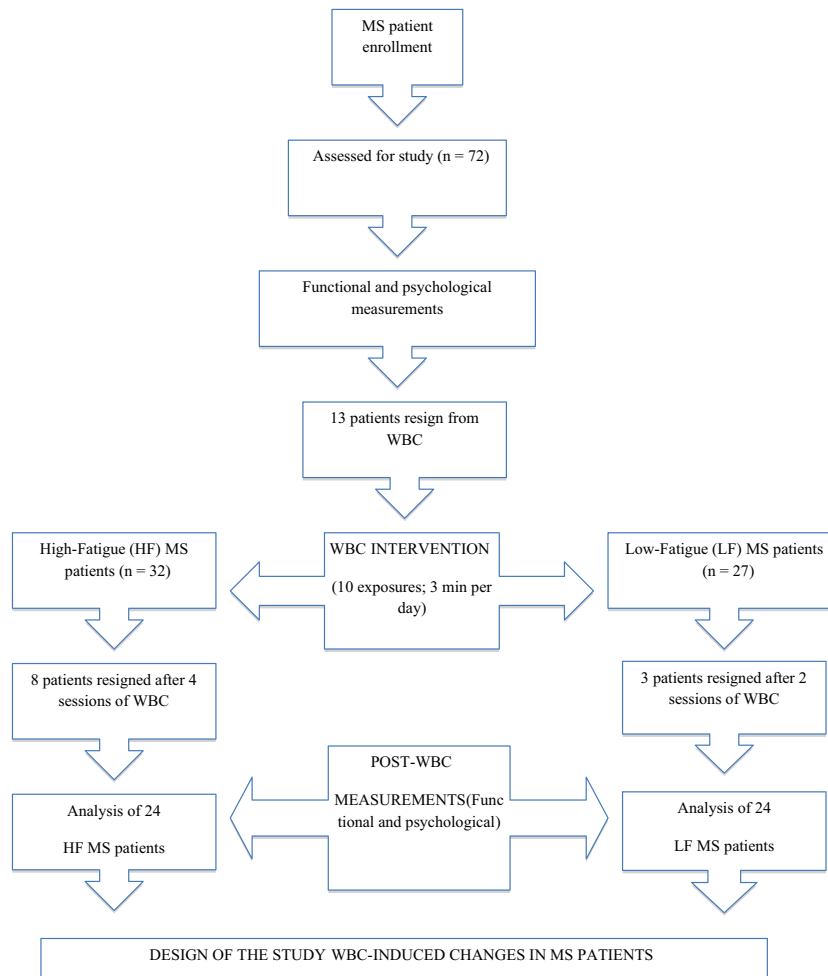 MS patient
enrollment
Assessed for study (n = 72)
Functional and psychological
measurements
13 patients resign from
WBC
High-Fatigue (HF) MS
patients (n = 32)
WBC INTERVENTION
(10 exposures; 3 min per
day)
Low-Fatigue (LF) MS patients
(n = 27)
8 patients resigned after 4
sessions of WBC
3 patients resigned after 2
sessions of WBC
POST-WBC
MEASUREMENTS(Func
tional and psychological)
Analysis of 24
HF MS patients
Analysis of 24
LF MS patients
DESIGN OF THE STUDY WBC-INDUCED CHANGES IN MS PATIENTS